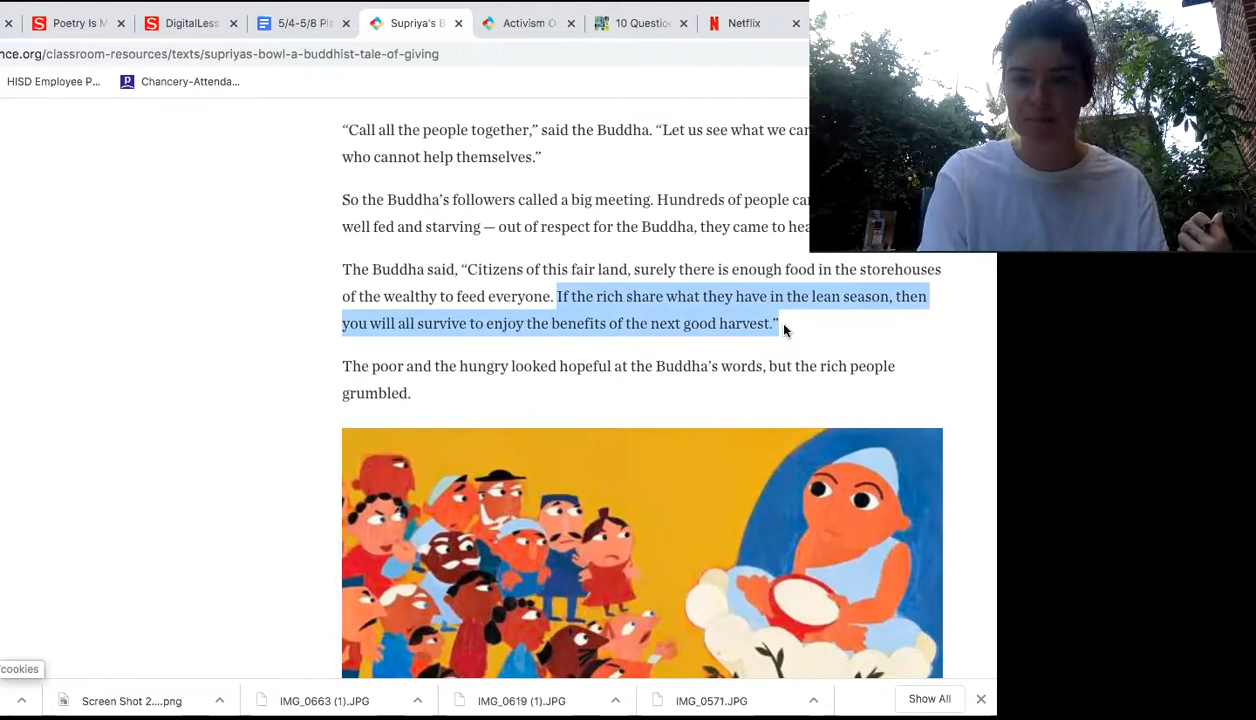 Poetry Is M
DigitalLess
5/4-5/8 Pl
Supriya's B
Activism O
10 Questio
Netflix
nce.org/classroom-resources/texts/supriyas-bowl-a-buddhist-tale-of-giving
HISD Employee P...
Chancery-Attenda...
“Call all the people together,” said the Buddha. “Let us see what we can
who cannot help themselves.”
So the Buddha’s followers called a big meeting. Hundreds of people
well fed and starving — out of respect for the Buddha, they came to
The Buddha said, “Citizens of this fair land, surely there is enough food in the storehouses
of the wealthy to feed everyone. If the rich share what they have in the lean season, then
you will all survive to enjoy the benefits of the next good harvest.”
The poor and the hungry looked hopeful at the Buddha’s words, but the rich people
grumbled.
/cookies
Screen Shot 2....png
IMG_0663 (1).JPG
IMG_0619 (1).JPG
IMG_0571.JPG
Show All